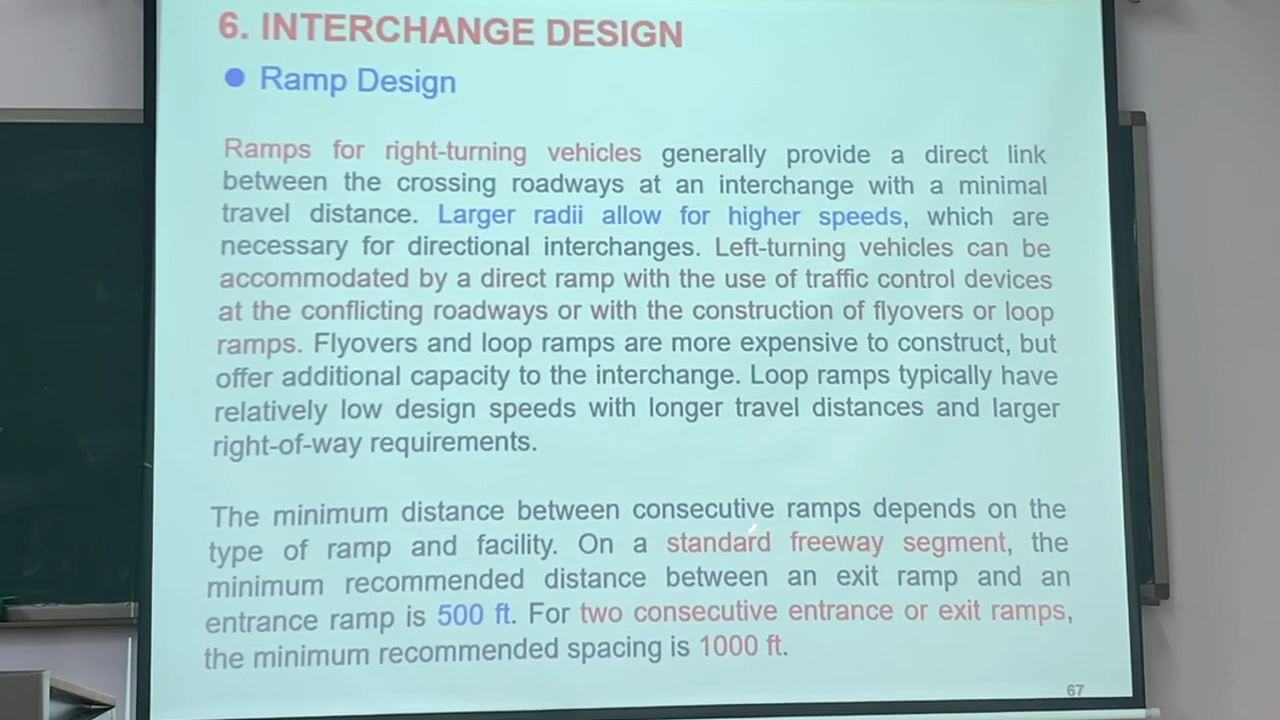 6. INTERCHANGE DESIGN
● Ramp Design
Ramps for right-turning vehicles generally provide a direct link
between the crossing roadways at an interchange with a minimal
travel distance. Larger radii allow for higher speeds, which are
necessary for directional interchanges. Left-turning vehicles can be
accommodated by a direct ramp with the use of traffic control devices
at the conflicting roadways or with the construction of flyovers or loop
ramps. Flyovers and loop ramps are more expensive to construct, but
offer additional capacity to the interchange. Loop ramps typically have
relatively low design speeds with longer travel distances and larger
right-of-way requirements.
The minimum distance between consecutive ramps depends on the
type of ramp and facility. On a standard freeway segment, the
minimum recommended distance between an exit ramp and an
entrance ramp is 500 ft. For two consecutive entrance or exit ramps,
the minimum recommended spacing is 1000 ft.
67